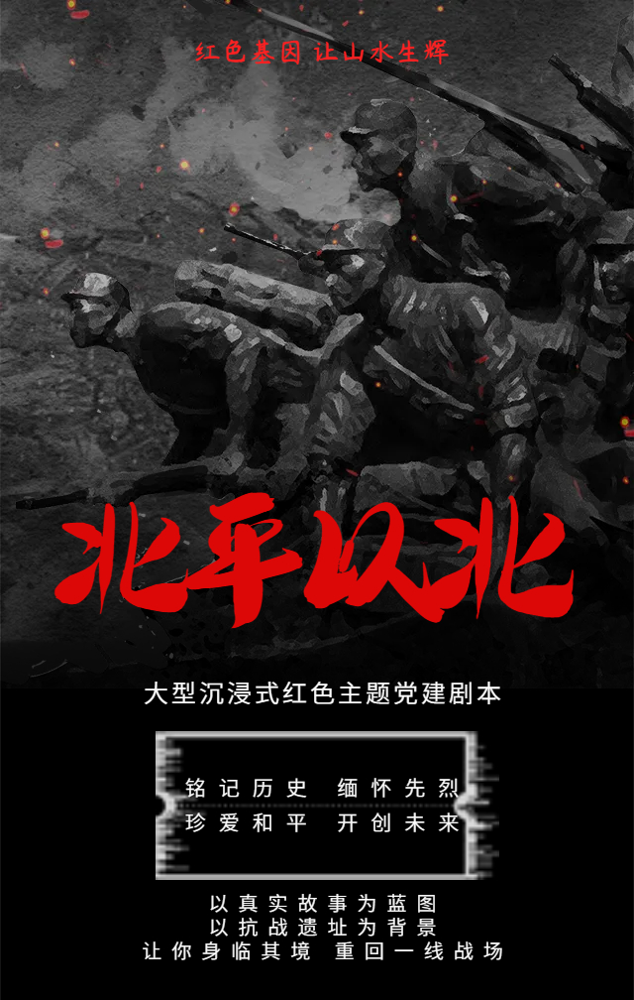 红色基因 让山水生辉
北平以北
大型沉浸式红色主题党建剧本
铭记历史 缅怀先烈
珍爱和平 开创未来
以真实故事为蓝图
以抗战遗址为背景
让你身临其境 重回一线战场